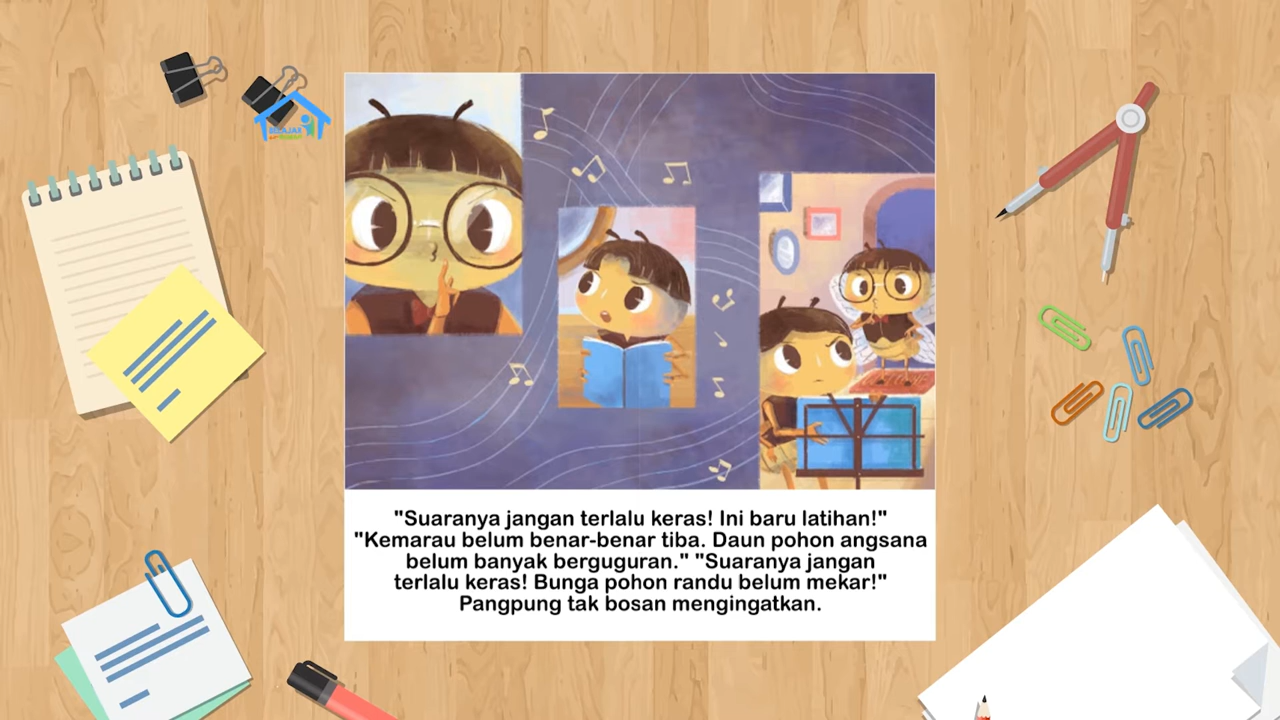 BELAJAR
"Suaranya jangan terlalu keras! Ini baru latihan!"
"Kemarau belum benar-benar tiba. Daun pohon angsana
belum banyak berguguran." "Suaranya jangan
terlalu keras! Bunga pohon randu belum mekar!"
Pangpung tak bosan mengingatkan.